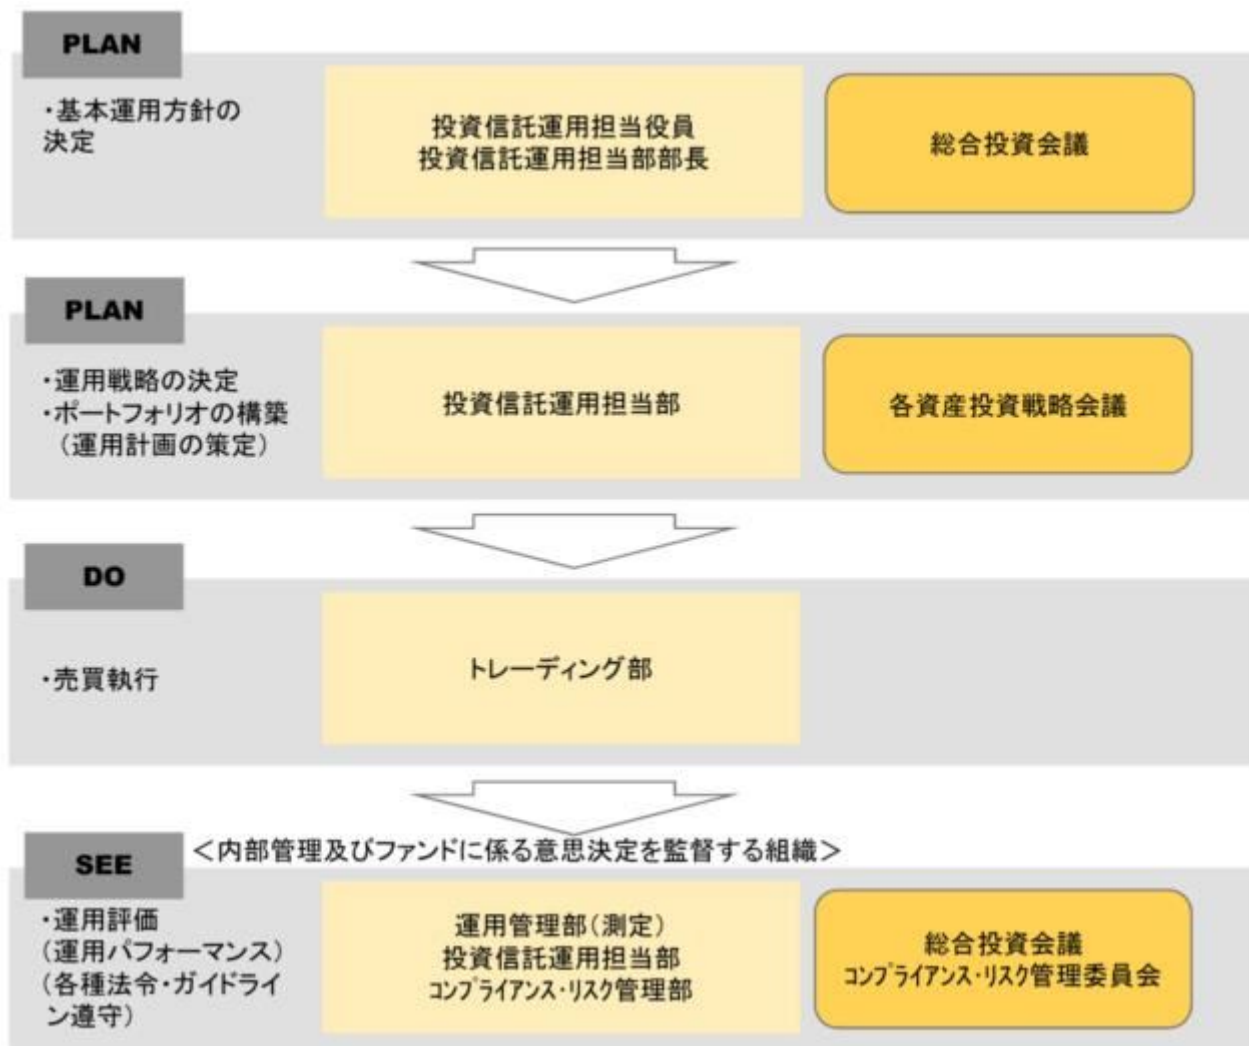 PLAN
・基本運用方針の
決定
投資信託運用担当役員
投資信託運用担当部部長
総合投資会議
PLAN
・運用戦略の決定
・ポートフォリオの構築
(運用計画の策定)
投資信託運用担当部
各資産投資戦略会議
DO
・売買執行
トレーディング部
SEE
＜内部管理及びファンドに係る意思決定を監督する組織＞
・運用評価
(運用パフォーマンス)
(各種法令・ガイドライ
ン遵守)
運用管理部(測定)
投資信託運用担当部
ｺﾝﾌﾟﾗｲｱﾝｽ・ﾘｽｸ管理部
総合投資会議
ｺﾝﾌﾟﾗｲｱﾝｽ・ﾘｽｸ管理委員会